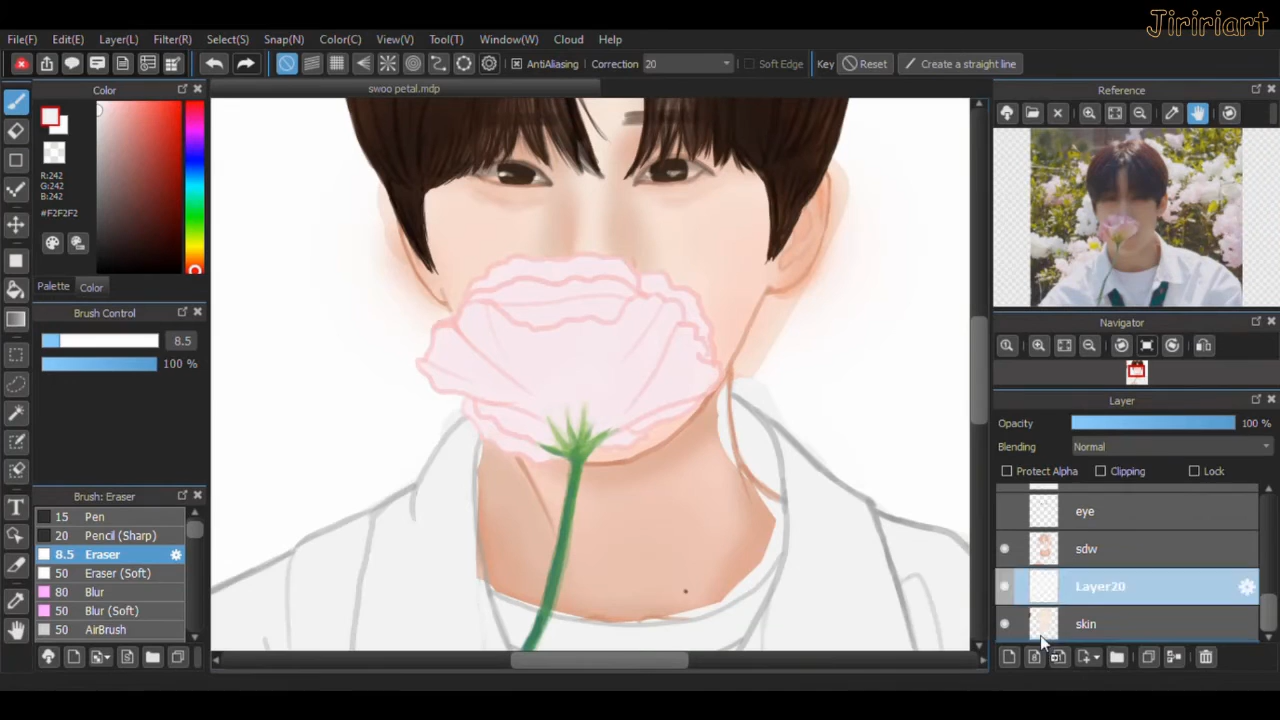 Jiririart
File(F) Edit(E) Layer(L) Filter(R) Select(S) Snap(N) Color(C) View(V) Tool(T) Window(W) Cloud Help
AntiAliasing Correction 20 Soft Edge Key Reset Create a straight line
Color
swoo petal.mdp
Reference
R:242
G:242
B:242
#F2F2F2
Palette Color
Brush Control
8.5
100 %
Navigator
Layer
Opacity 100 %
Blending Normal
Protect Alpha Clipping Lock
Brush: Eraser
15 Pen
20 Pencil (Sharp)
8.5 Eraser
50 Eraser (Soft)
80 Blur
50 Blur (Soft)
50 AirBrush
eye
sdw
Layer20
skin